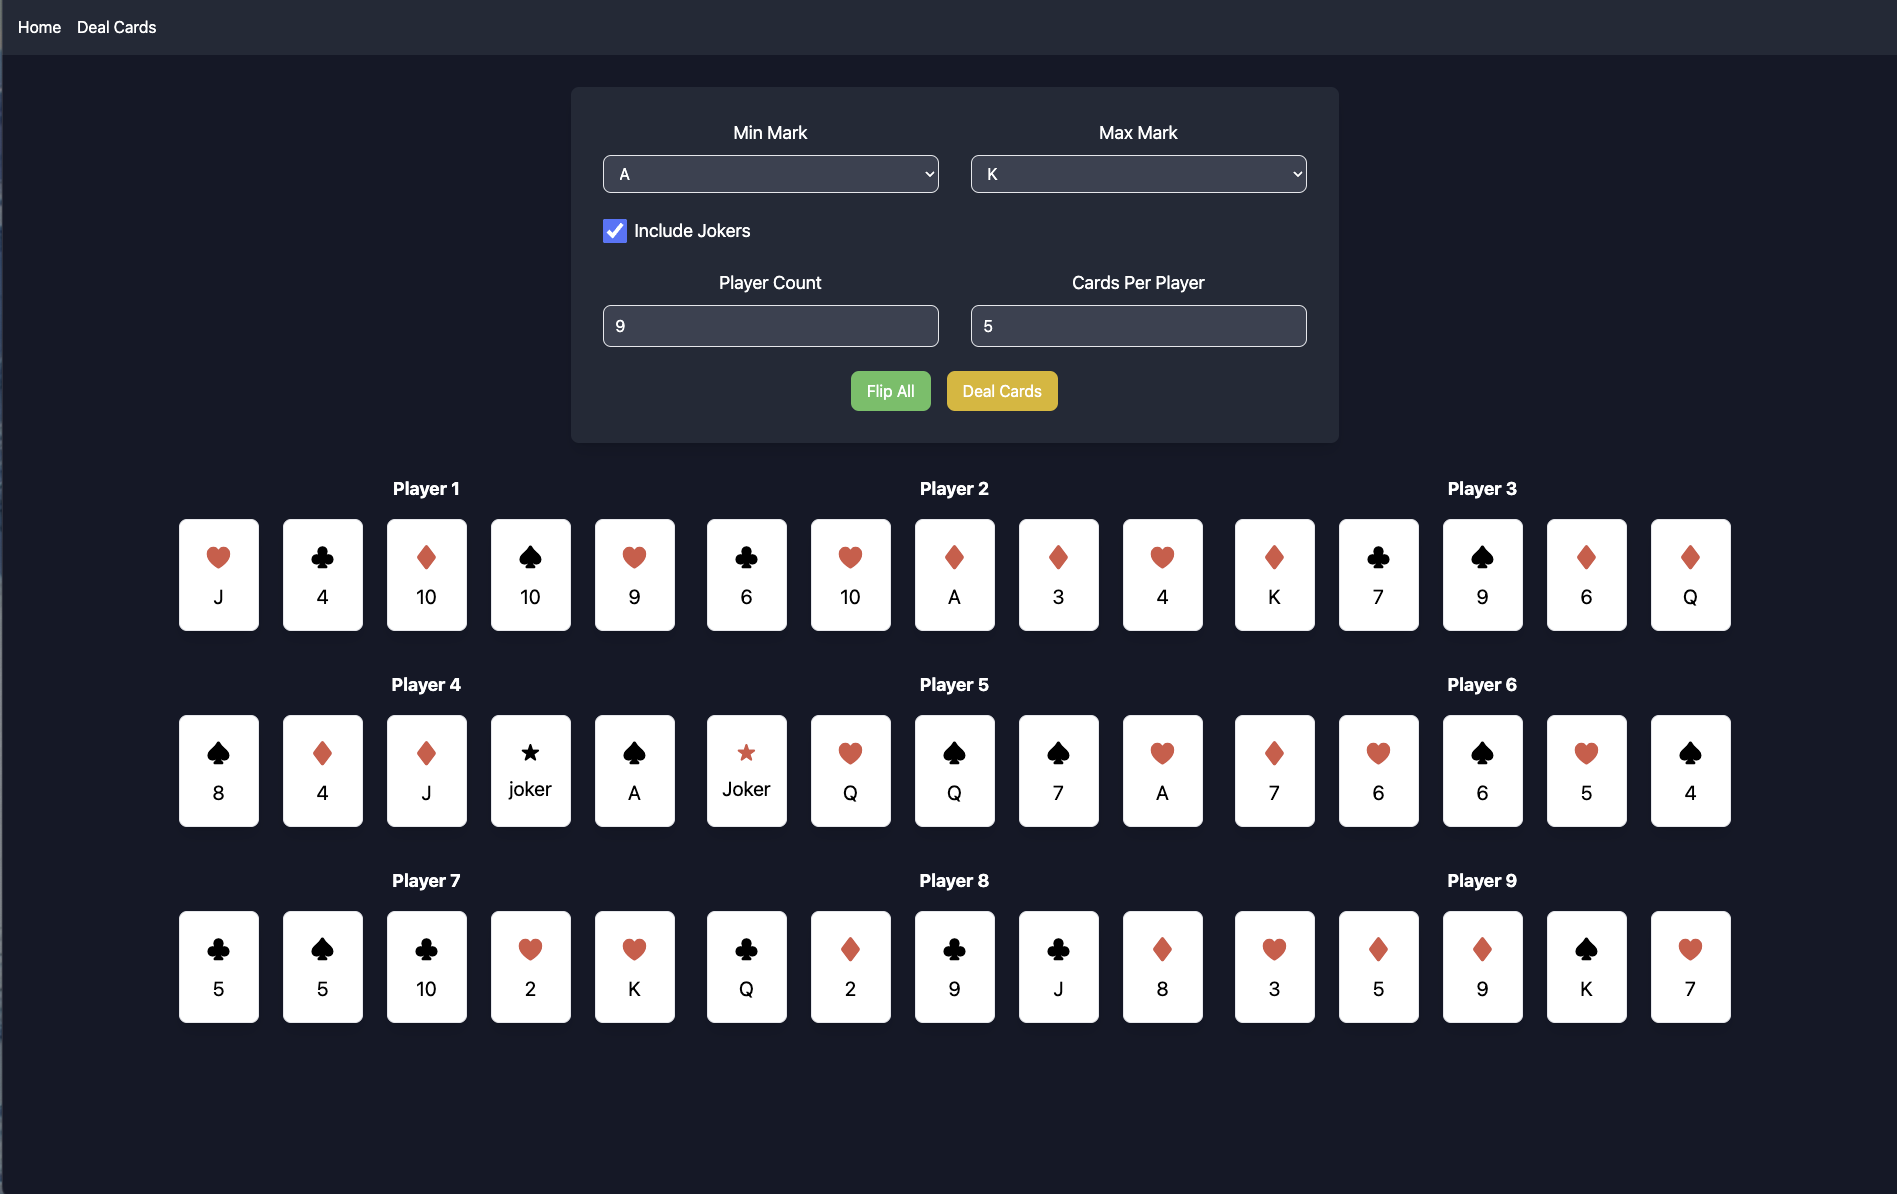 Home Deal Cards
Min Mark Max Mark
A K
Include Jokers
Player Count Cards Per Player
9 5
Flip All Deal Cards
Player 1 Player 2 Player 3
J 4 10 10 9 6 10 A 3 4 K 7 9 6 Q
Player 4 Player 5 Player 6
8 4 J joker A Joker Q Q 7 A 7 6 6 5 4
Player 7 Player 8 Player 9
5 5 10 2 K Q 2 9 J 8 3 5 9 K 7